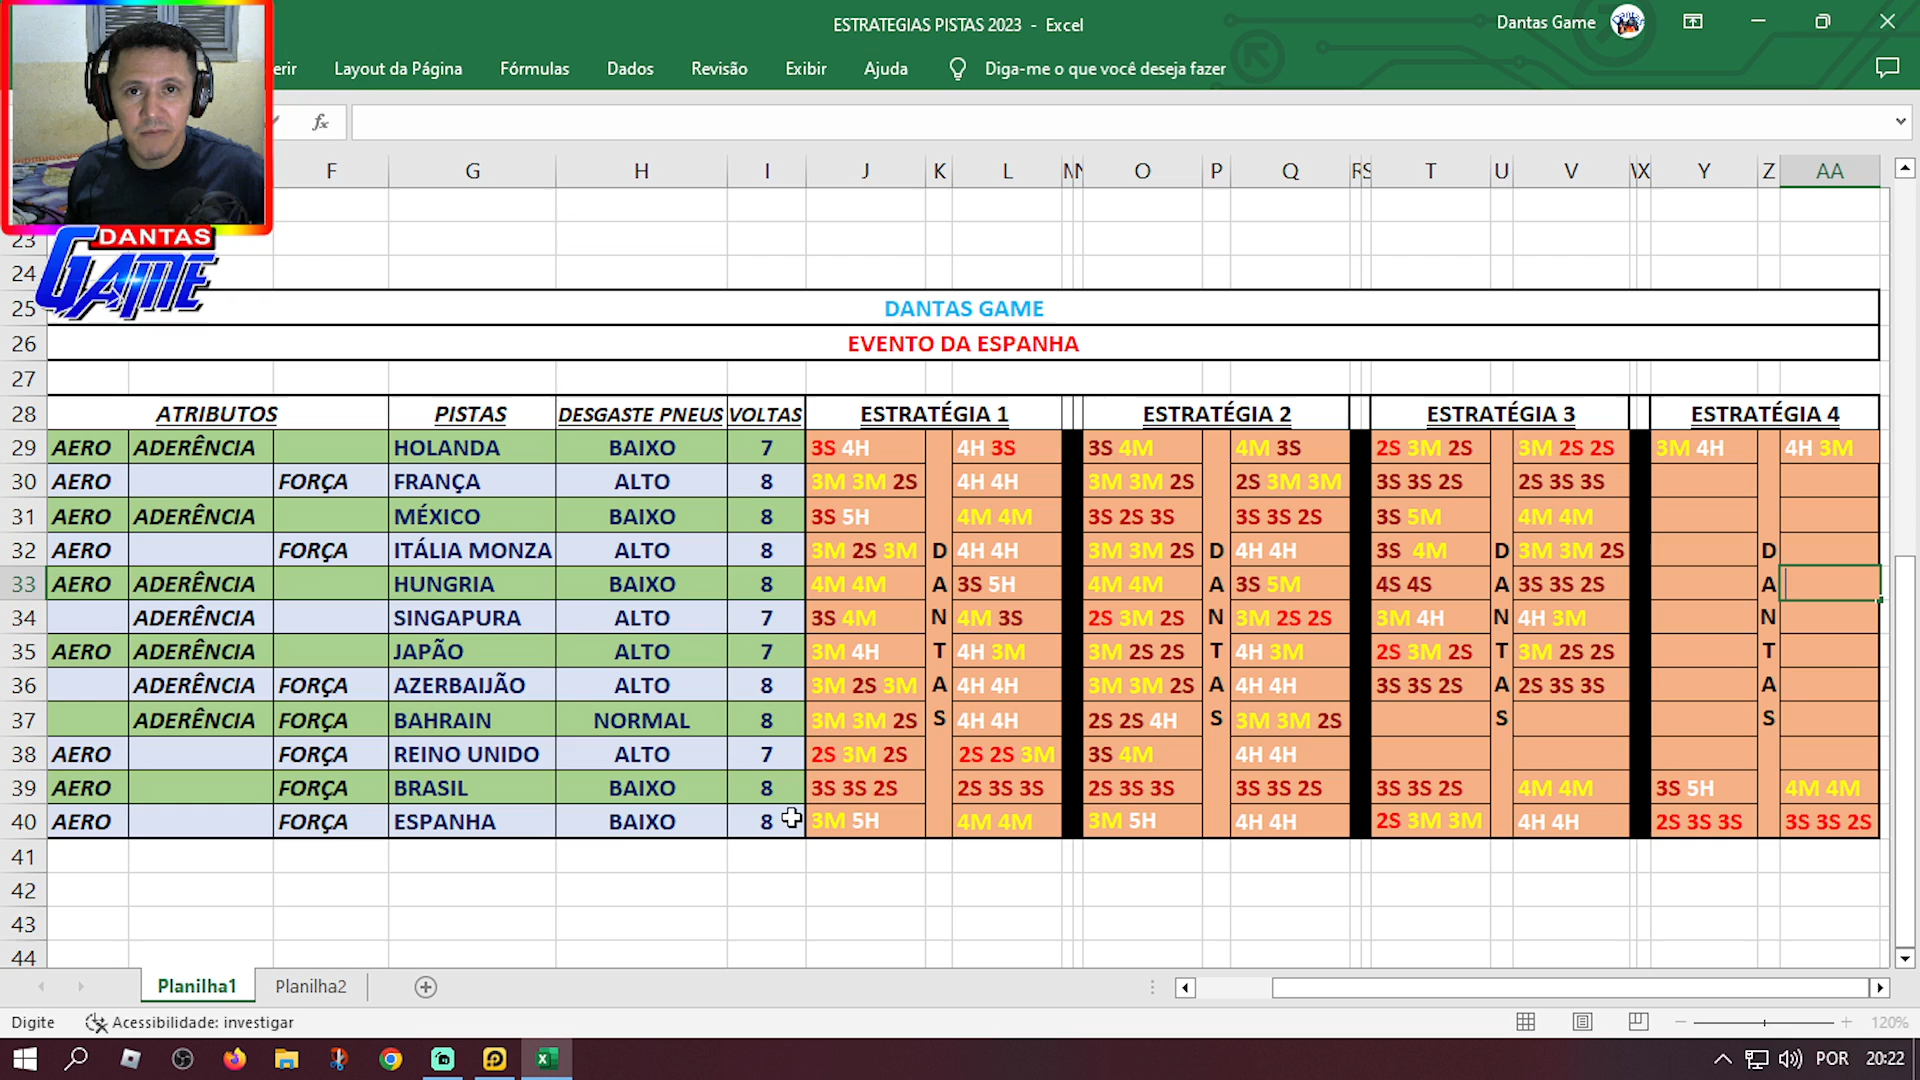 ESTRATEGIAS PISTAS 2023 - Excel
Dantas Game
erir Layout da Página Fórmulas Dados Revisão Exibir Ajuda Diga-me o que você deseja fazer
fx
F G H I J K L M N O P Q R S T U V W X Y Z AA
DANTAS GAME
23
24
25 DANTAS GAME
26 EVENTO DA ESPANHA
27
28 ATRIBUTOS PISTAS DESGASTE PNEUS VOLTAS ESTRATÉGIA 1 ESTRATÉGIA 2 ESTRATÉGIA 3 ESTRATÉGIA 4
29 AERO ADERÊNCIA HOLANDA BAIXO 7 3S 4H 4H 3S 3S 4M 4M 3S 2S 3M 2S 3M 2S 2S 3M 4H 4H 3M
30 AERO FORÇA FRANÇA ALTO 8 3M 3M 2S 4H 4H 3M 3M 2S 2S 3M 3M 3S 3S 2S 2S 3S 3S
31 AERO ADERÊNCIA MÉXICO BAIXO 8 3S 5H 4M 4M 3S 2S 3S 3S 3S 2S 3S 5M 4M 4M
32 AERO FORÇA ITÁLIA MONZA ALTO 8 3M 2S 3M D 4H 4H 3M 3M 2S D 4H 4H 3S 4M D 3M 3M 2S D
33 AERO ADERÊNCIA HUNGRIA BAIXO 8 4M 4M A 3S 5H 4M 4M A 3S 5M 4S 4S A 3S 3S 2S A
34 ADERÊNCIA SINGAPURA ALTO 7 3S 4M N 4M 3S 2S 3M 2S N 3M 2S 2S 3M 4H N 4H 3M N
35 AERO ADERÊNCIA JAPÃO ALTO 7 3M 4H T 4H 3M 3M 2S 2S T 4H 3M 2S 3M 2S T 3M 2S 2S T
36 ADERÊNCIA FORÇA AZERBAIJÃO ALTO 8 3M 2S 3M A 4H 4H 3M 3M 2S A 4H 4H 3S 3S 2S A 2S 3S 3S A
37 ADERÊNCIA FORÇA BAHRAIN NORMAL 8 3M 3M 2S S 4H 4H 2S 2S 4H S 3M 3M 2S S S
38 AERO FORÇA REINO UNIDO ALTO 7 2S 3M 2S 2S 2S 3M 3S 4M 4H 4H
39 AERO FORÇA BRASIL BAIXO 8 3S 3S 2S 2S 3S 3S 2S 3S 3S 3S 3S 2S 3S 3S 2S 4M 4M 3S 5H 4M 4M
40 AERO FORÇA ESPANHA BAIXO 8 3M 5H 4M 4M 3M 5H 4H 4H 2S 3M 3M 4H 4H 2S 3S 3S 3S 3S 2S
41
42
43
44
Planilha1 Planilha2
Digite Acessibilidade: investigar 120%
POR 20:22